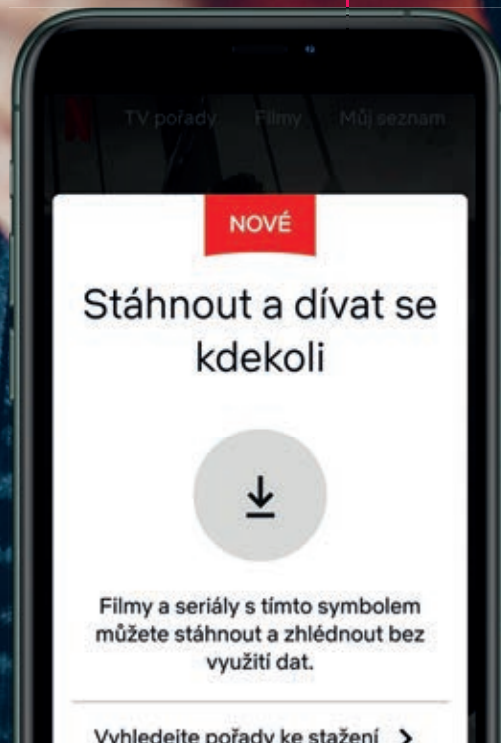 TV pořady Filmy Můj seznam
NOVÉ
Stáhnout a dívat se
kdekoli
Filmy a seriály s tímto symbolem
můžete stáhnout a zhlédnout bez
využití dat.
Vyhledejte pořady ke stažení